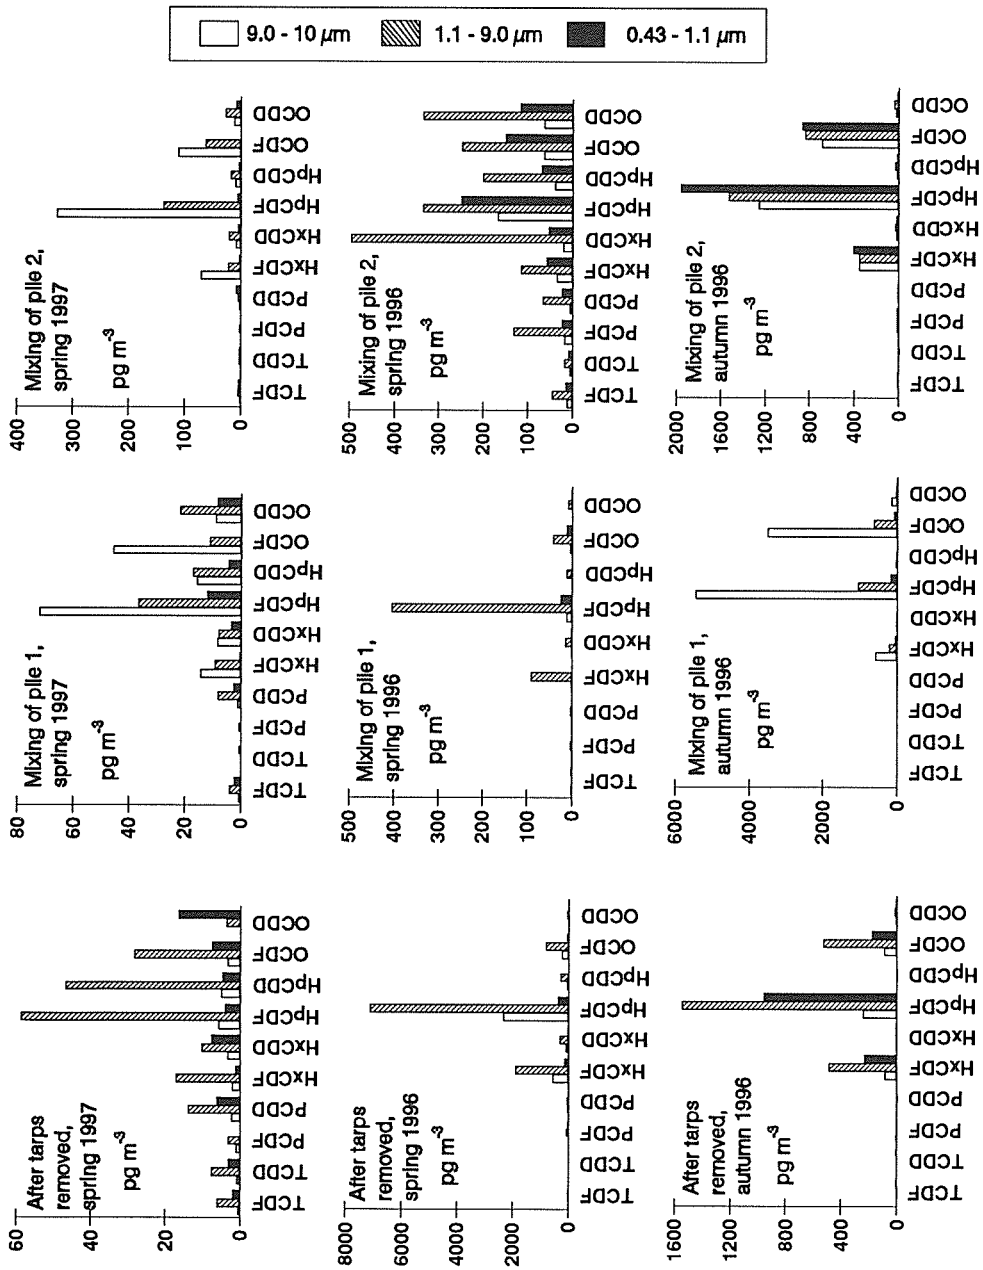 9.0 - 10 µm
1.1 - 9.0 µm
0.43 - 1.1 µm
After tarps
removed,
spring 1997
pg m-3
60
40
20
0
TCDF
TCDD
PCDF
PCDD
HxCDF
HxCDD
HpCDF
HpCDD
OCDF
OCDD
Mixing of pile 1,
spring 1997
pg m-3
80
60
40
20
0
TCDF
TCDD
PCDF
PCDD
HxCDF
HxCDD
HpCDF
HpCDD
OCDF
OCDD
Mixing of pile 2,
spring 1997
pg m-3
400
300
200
100
0
TCDF
TCDD
PCDF
PCDD
HxCDF
HxCDD
HpCDF
HpCDD
OCDF
OCDD
After tarps
removed,
spring 1996
pg m-3
8000
6000
4000
2000
0
TCDF
TCDD
PCDF
PCDD
HxCDF
HxCDD
HpCDF
HpCDD
OCDF
OCDD
Mixing of pile 1,
spring 1996
pg m-3
500
400
300
200
100
0
TCDF
TCDD
PCDF
PCDD
HxCDF
HxCDD
HpCDF
HpCDD
OCDF
OCDD
Mixing of pile 2,
spring 1996
pg m-3
500
400
300
200
100
0
TCDF
TCDD
PCDF
PCDD
HxCDF
HxCDD
HpCDF
HpCDD
OCDF
OCDD
After tarps
removed,
autumn 1996
pg m-3
1600
1200
800
400
0
TCDF
TCDD
PCDF
PCDD
HxCDF
HxCDD
HpCDF
HpCDD
OCDF
OCDD
Mixing of pile 1,
autumn 1996
pg m-3
6000
4000
2000
0
TCDF
TCDD
PCDF
PCDD
HxCDF
HxCDD
HpCDF
HpCDD
OCDF
OCDD
Mixing of pile 2,
autumn 1996
pg m-3
2000
1600
1200
800
400
0
TCDF
TCDD
PCDF
PCDD
HxCDF
HxCDD
HpCDF
HpCDD
OCDF
OCDD